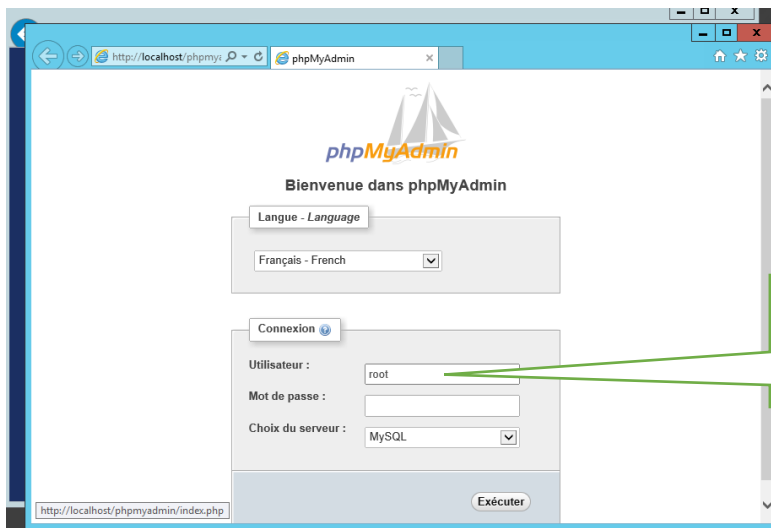 http://localhost/phpmya
phpMyAdmin
phpMyAdmin
Bienvenue dans phpMyAdmin
Langue - Language
Français - French
Connexion
Utilisateur :
root
Mot de passe :
Choix du serveur :
MySQL
Exécuter
http://localhost/phpmyadmin/index.php